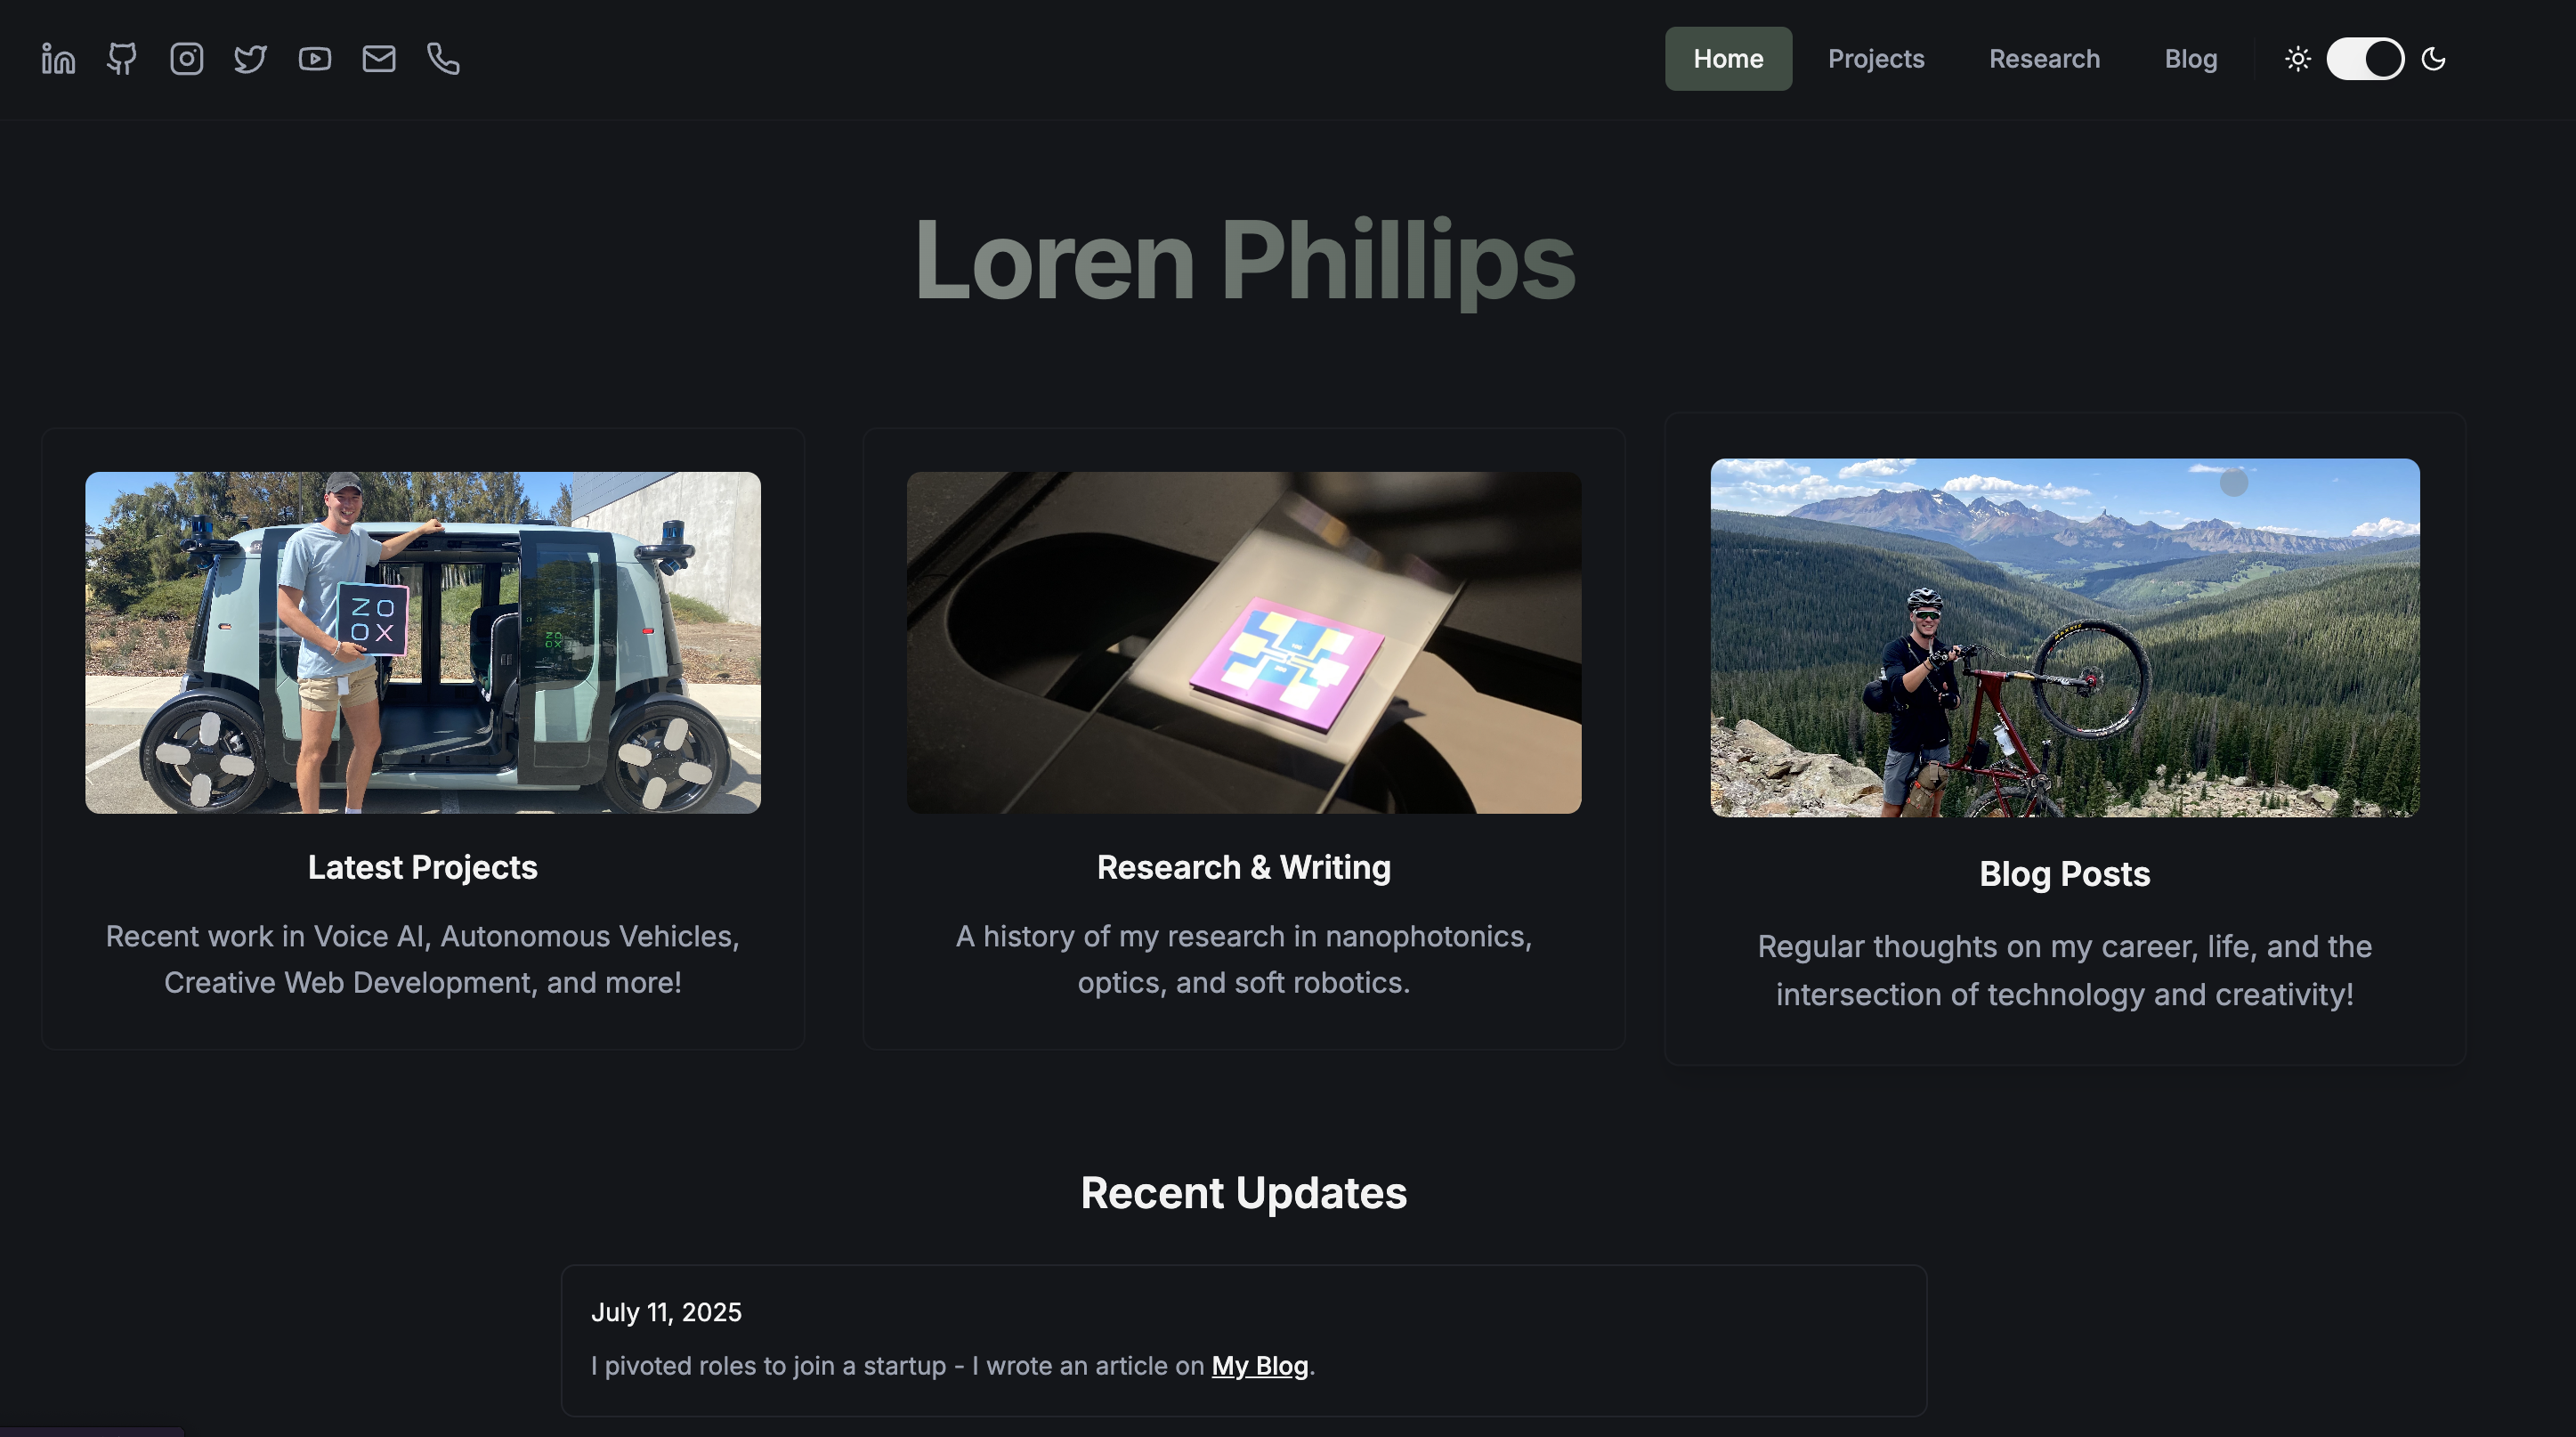 Home Projects Research Blog
Loren Phillips
ZO
OX
ZO
OX
Latest Projects
Recent work in Voice AI, Autonomous Vehicles,
Creative Web Development, and more!
Research & Writing
A history of my research in nanophotonics,
optics, and soft robotics.
Blog Posts
Regular thoughts on my career, life, and the
intersection of technology and creativity!
Recent Updates
July 11, 2025
I pivoted roles to join a startup - I wrote an article on My Blog.